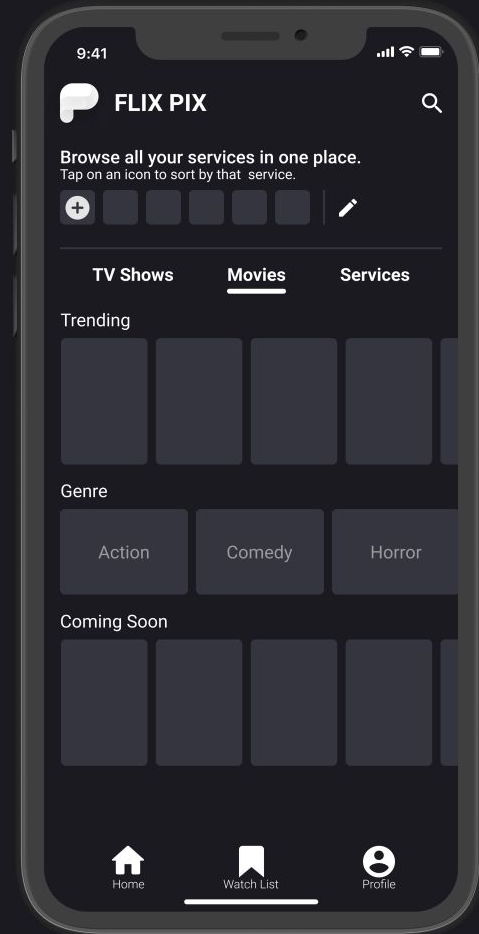 9:41
FLIX PIX
Browse all your services in one place.
Tap on an icon to sort by that service.
TV Shows Movies Services
Trending
Genre
Action Comedy Horror
Coming Soon
Home Watch List Profile